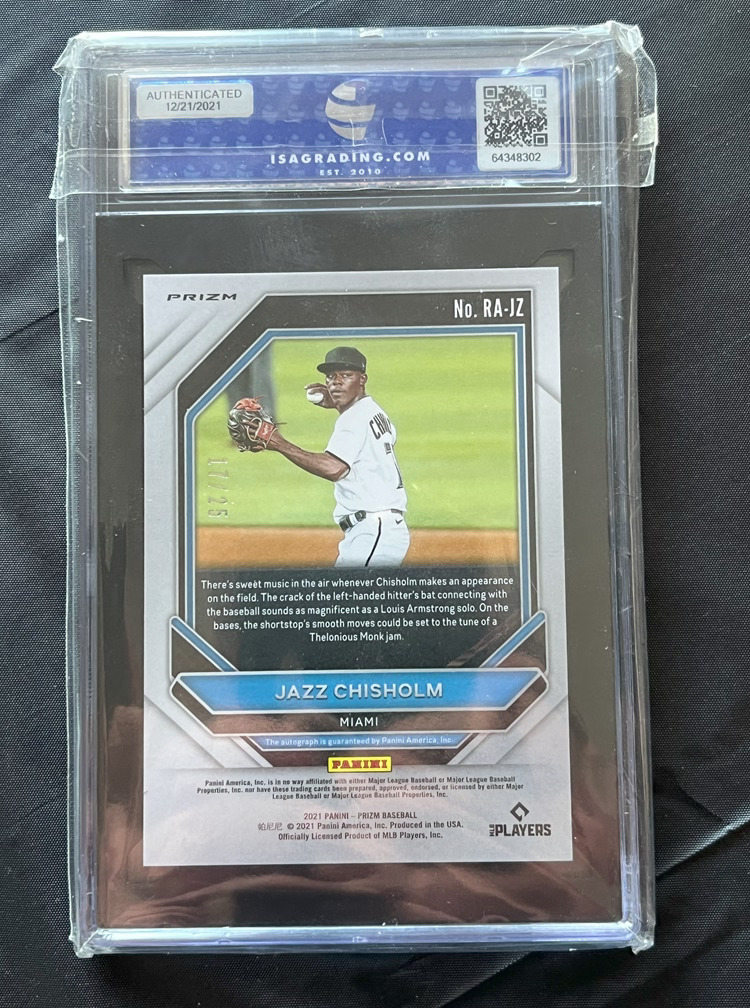 AUTHENTICATED
12/21/2021
ISAGRADING.COM
EST. 2010
64348302
PRIZM
No. RA-JZ
17/25
There's sweet music in the air whenever Chisholm makes an appearance
on the field. The crack of the left-handed hitter's bat connecting with
the baseball sounds as magnificent as a Louis Armstrong solo. On the
bases, the shortstop's smooth moves could be set to the tune of a
Thelonious Monk jam.
JAZZ CHISHOLM
MIAMI
The autograph is guaranteed by Panini America, Inc.
PANINI
Panini America, Inc. is in no way affiliated with either Major League Baseball or Major League Baseball
Properties, Inc. nor have these trading cards been prepared, approved, endorsed, or licensed by either Major
League Baseball or Major League Baseball Properties, Inc.
2021 PANINI – PRIZM BASEBALL
帕尼尼 © 2021 Panini America, Inc. Produced in the USA.
Officially Licensed Product of MLB Players, Inc.
MLB PLAYERS